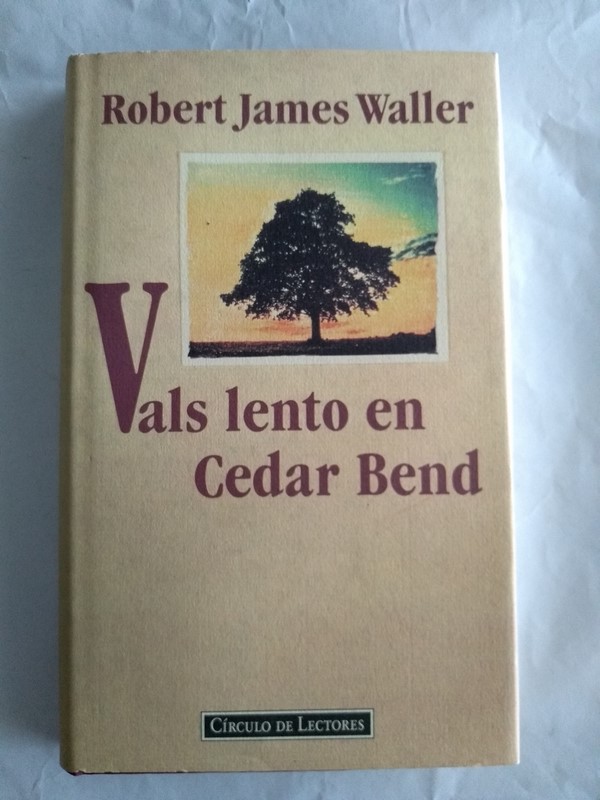 Robert James Waller
Vals lento en
Cedar Bend
CÍRCULO DE LECTORES